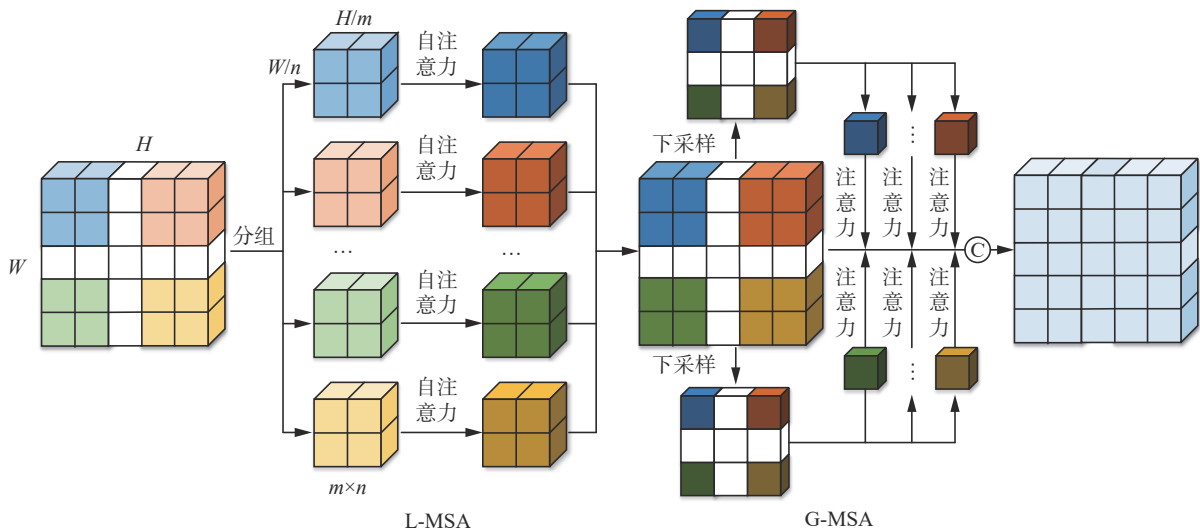 H
W
分组
H/m
W/n
自注
意力
自注
意力
…
…
自注
意力
自注
意力
m×n
L-MSA
下采样
下采样
⋮
注意力
注意力
注意力
注意力
注意力
注意力
⋮
C
G-MSA